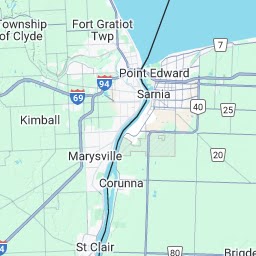 Township
of Clyde
Fort Gratiot
Twp
7
Point Edward
94
69
Sarnia
40
25
Kimball
Marysville
20
Corunna
St Clair
80
Brigde